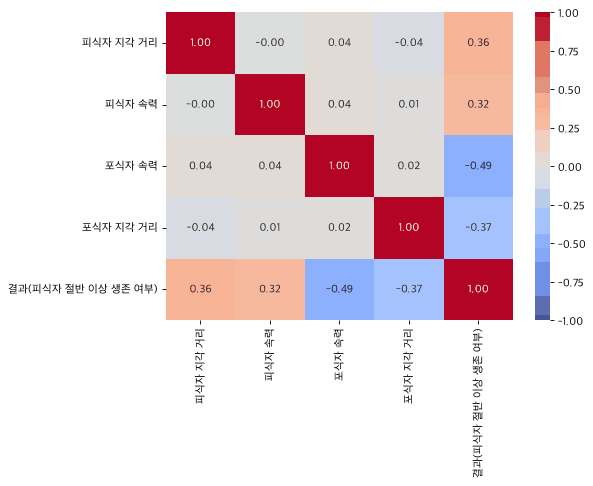 피식자 지각 거리 1.00 -0.00 0.04 -0.04 0.36
피식자 속력 -0.00 1.00 0.04 0.01 0.32
포식자 속력 0.04 0.04 1.00 0.02 -0.49
포식자 지각 거리 -0.04 0.01 0.02 1.00 -0.37
결과(피식자 절반 이상 생존 여부) 0.36 0.32 -0.49 -0.37 1.00
피식자 지각 거리
피식자 속력
포식자 속력
포식자 지각 거리
결과(피식자 절반 이상 생존 여부)
1.00
0.75
0.50
0.25
0.00
-0.25
-0.50
-0.75
-1.00